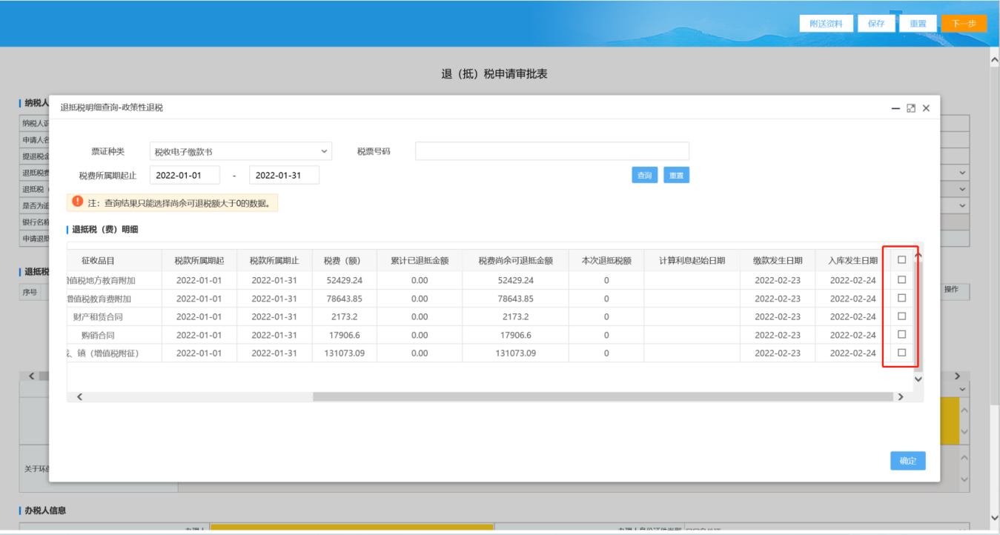 附送资料 保存 重置 下一步
退（抵）税申请审批表
纳税人
退抵税明细查询-政策性退税
纳税人识
申请人名
提退税金
退抵税费
退抵税（
是否为追
银行名称
申请退抵
票证种类 税收电子缴款书 税票号码
税费所属期起止 2022-01-01 - 2022-01-31 查询 重置
注：查询结果只能选择尚余可退税额大于0的数据。
退抵税（费）明细
退抵税
序号 操作
征收品目 税款所属期起 税款所属期止 税费（额） 累计已退抵金额 税费尚余可退抵金额 本次退抵税额 计算利息起始日期 缴款发生日期 入库发生日期
增值税地方教育附加 2022-01-01 2022-01-31 52429.24 0.00 52429.24 0 2022-02-23 2022-02-24
增值税教育费附加 2022-01-01 2022-01-31 78643.85 0.00 78643.85 0 2022-02-23 2022-02-24
财产租赁合同 2022-01-01 2022-01-31 2173.2 0.00 2173.2 0 2022-02-23 2022-02-24
购销合同 2022-01-01 2022-01-31 17906.6 0.00 17906.6 0 2022-02-23 2022-02-24
、镇（增值税附征） 2022-01-01 2022-01-31 131073.09 0.00 131073.09 0 2022-02-23 2022-02-24
确定
关于环保
办税人信息